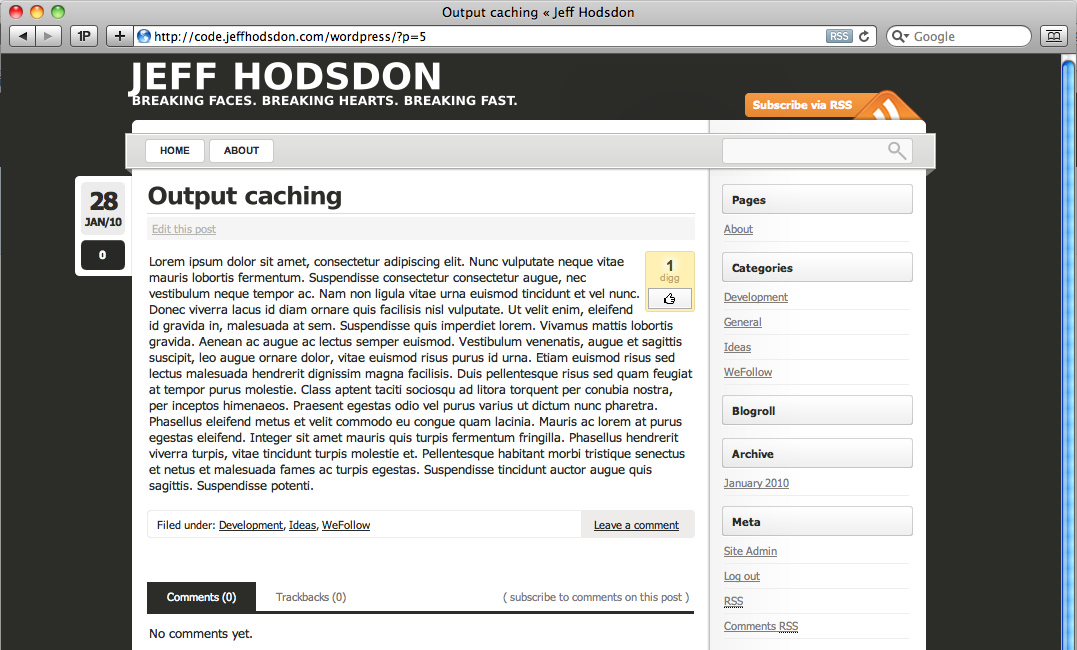 Output caching « Jeff Hodsdon
1P
+
http://code.jeffhodsdon.com/wordpress/?p=5
RSS
Google
JEFF HODSDON
BREAKING FACES. BREAKING HEARTS. BREAKING FAST.
Subscribe via RSS
HOME
ABOUT
28
JAN/10
0
Output caching
Edit this post
1
digg
Lorem ipsum dolor sit amet, consectetur adipiscing elit. Nunc vulputate neque vitae
mauris lobortis fermentum. Suspendisse consectetur consectetur augue, nec
vestibulum neque tempor ac. Nam non ligula vitae urna euismod tincidunt et vel nunc.
Donec viverra lacus id diam ornare quis facilisis nisl vulputate. Ut velit enim, eleifend
id gravida in, malesuada at sem. Suspendisse quis imperdiet lorem. Vivamus mattis lobortis
gravida. Aenean ac augue ac lectus semper euismod. Vestibulum venenatis, augue et sagittis
suscipit, leo augue ornare dolor, vitae euismod risus purus id urna. Etiam euismod risus sed
lectus malesuada hendrerit dignissim magna facilisis. Duis pellentesque risus sed quam feugiat
at tempor purus molestie. Class aptent taciti sociosqu ad litora torquent per conubia nostra,
per inceptos himenaeos. Praesent egestas odio vel purus varius ut dictum nunc pharetra.
Phasellus eleifend metus et velit commodo eu congue quam lacinia. Mauris ac lorem at purus
egestas eleifend. Integer sit amet mauris quis turpis fermentum fringilla. Phasellus hendrerit
viverra turpis, vitae tincidunt turpis molestie et. Pellentesque habitant morbi tristique senectus
et netus et malesuada fames ac turpis egestas. Suspendisse tincidunt auctor augue quis
sagittis. Suspendisse potenti.
Filed under: Development, Ideas, WeFollow
Leave a comment
Comments (0)
Trackbacks (0)
( subscribe to comments on this post )
No comments yet.
Pages
About
Categories
Development
General
Ideas
WeFollow
Blogroll
Archive
January 2010
Meta
Site Admin
Log out
RSS
Comments RSS